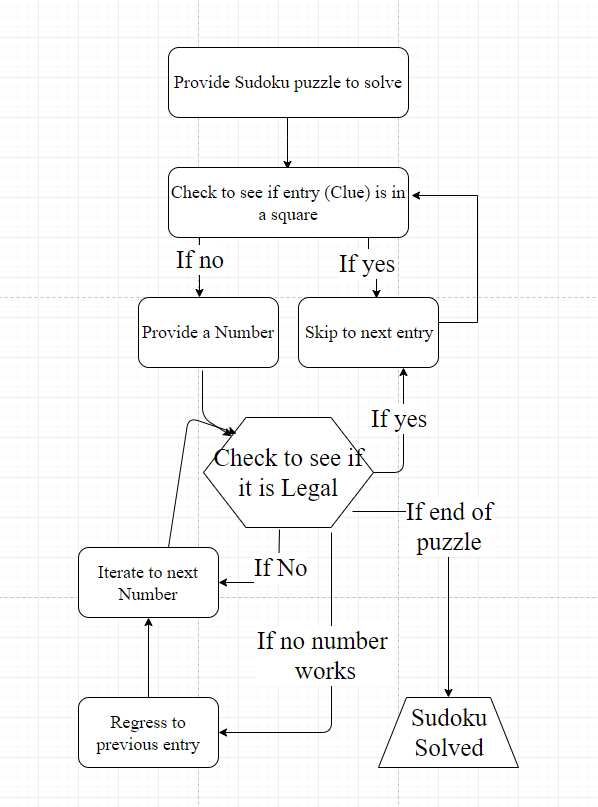 Provide Sudoku puzzle to solve
Check to see if entry (Clue) is in
a square
If no
If yes
Provide a Number
Skip to next entry
If yes
Check to see if
it is Legal
If end of
puzzle
If No
Iterate to next
Number
If no number
works
Regress to
previous entry
Sudoku
Solved